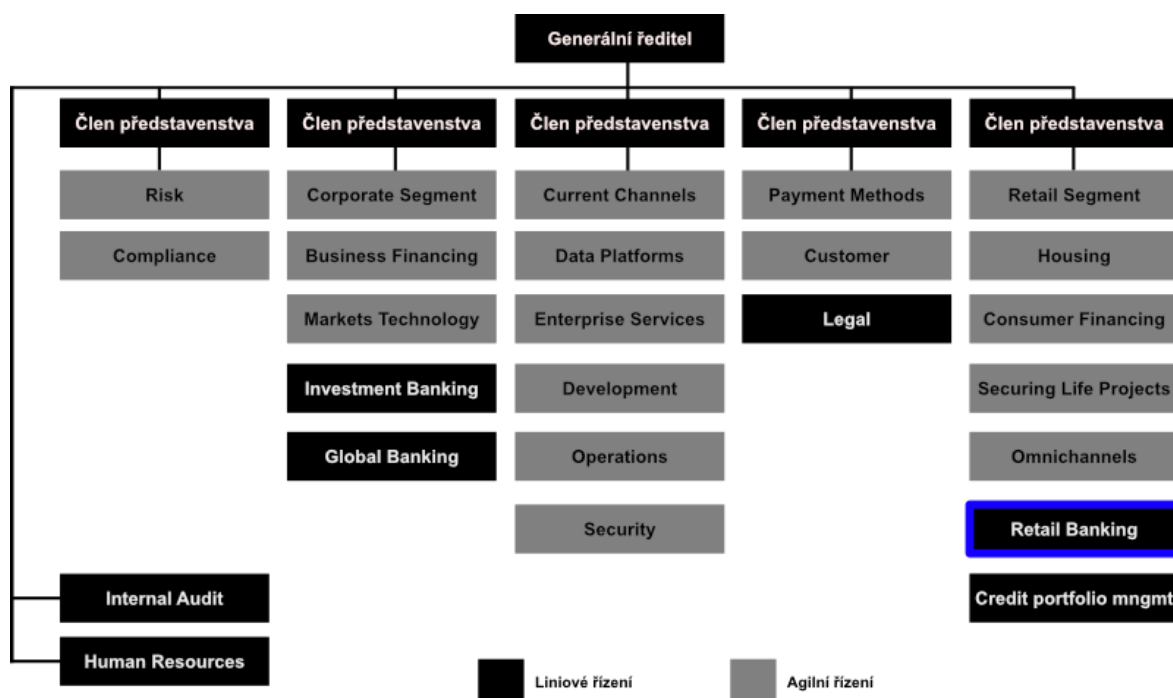 Generální ředitel
Člen představenstva
Člen představenstva
Člen představenstva
Člen představenstva
Člen představenstva
Risk
Corporate Segment
Current Channels
Payment Methods
Retail Segment
Compliance
Business Financing
Data Platforms
Customer
Housing
Markets Technology
Enterprise Services
Legal
Consumer Financing
Investment Banking
Development
Securing Life Projects
Global Banking
Operations
Omnichannels
Security
Retail Banking
Internal Audit
Credit portfolio mngmt
Human Resources
Liniové řízení
Agilní řízení